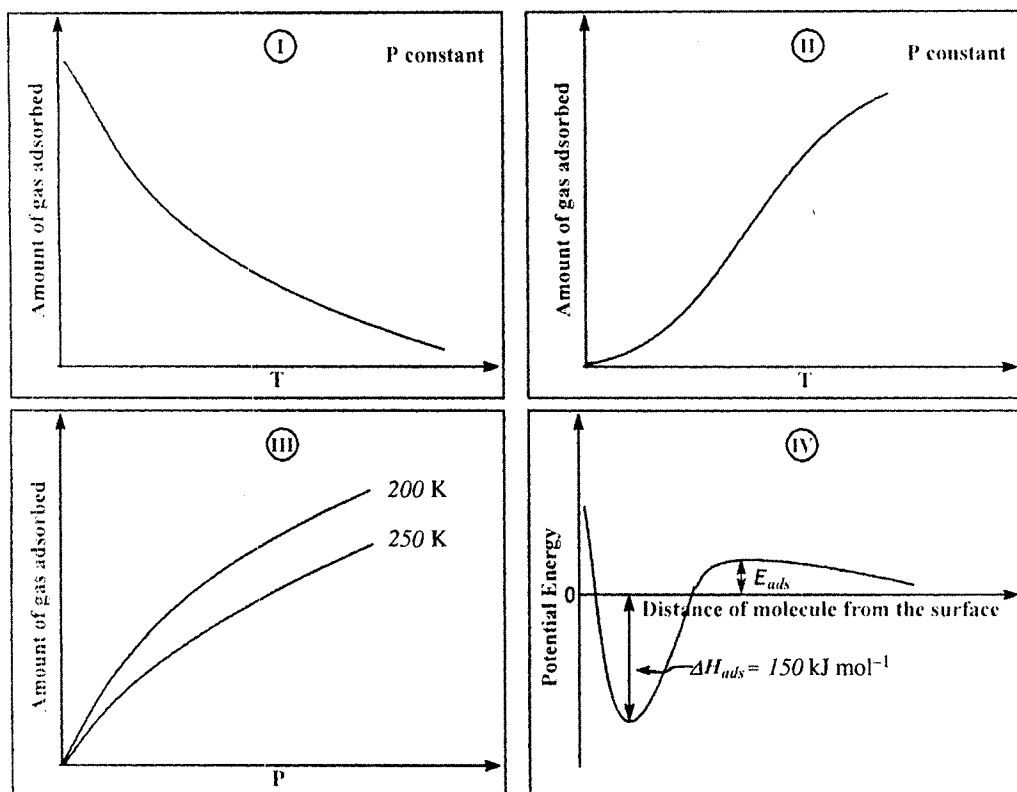 I
P constant
Amount of gas adsorbed
T
II
P constant
Amount of gas adsorbed
T
III
200 K
250 K
Amount of gas adsorbed
P
IV
Potential Energy
0
E_ads
Distance of molecule from the surface
ΔH_ads = 150 kJ mol⁻¹